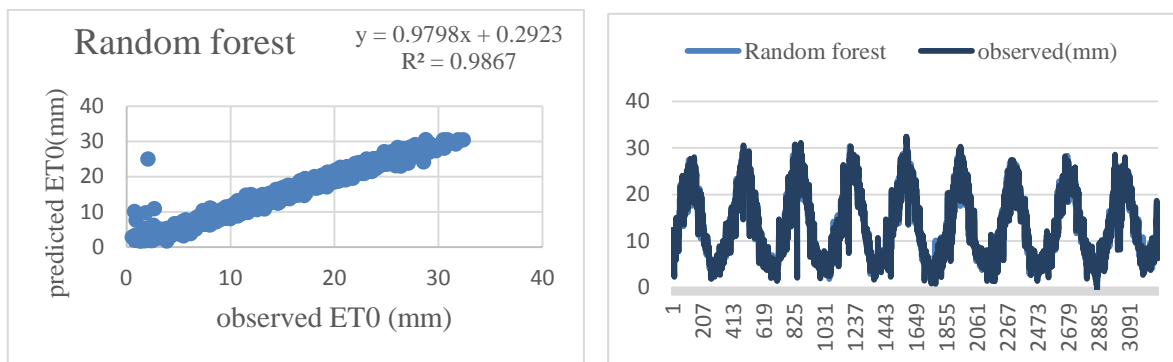 Random forest
y = 0.9798x + 0.2923
R² = 0.9867
predicted ET0(mm)
40
30
20
10
0
0 10 20 30 40
observed ET0 (mm)
Random forest observed(mm)
40
30
20
10
0
1 207 413 619 825 1031 1237 1443 1649 1855 2061 2267 2473 2679 2885 3091